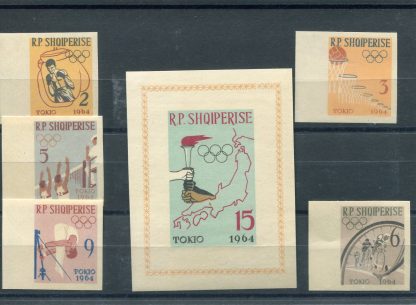 R.P. SHQIPERISE
2
TOKIO 1964
R.P. SHQIPERISE
5
R.P. SHQIPERISE
9
TOKIO 1964
R.P. SHQIPERISE
15
TOKIO 1964
R.P. SHQIPERISE
3
TOKIO 1964
R.P. SHQIPERISE
6